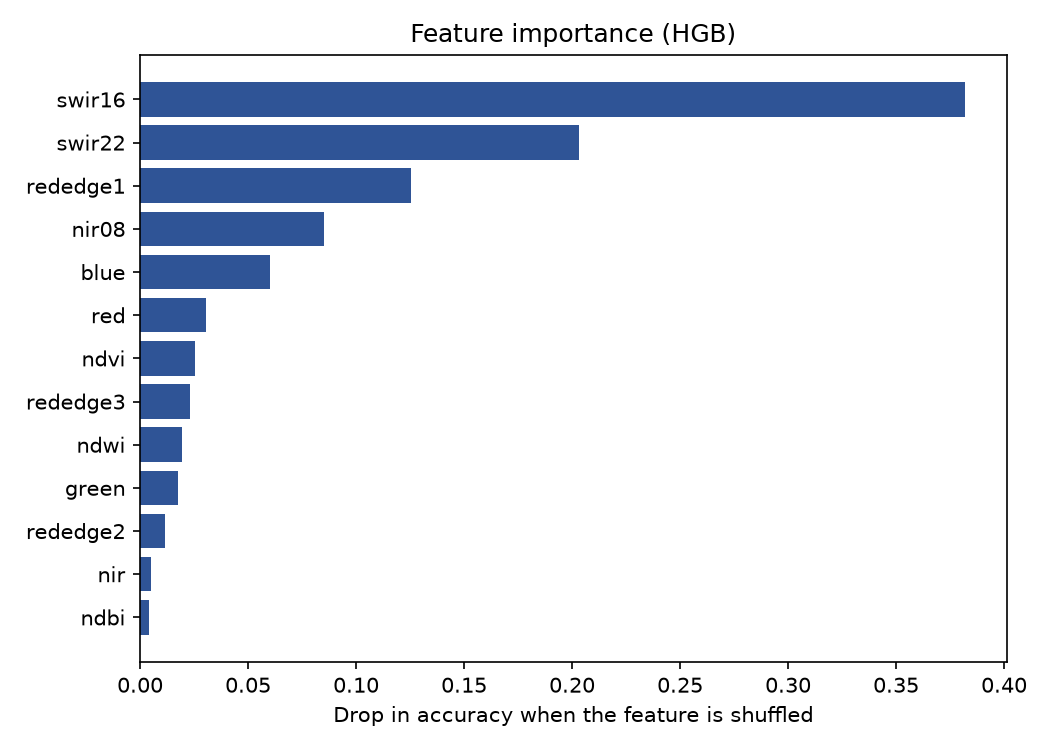 Feature importance (HGB)
swir16
swir22
rededge1
nir08
blue
red
ndvi
rededge3
ndwi
green
rededge2
nir
ndbi
0.00 0.05 0.10 0.15 0.20 0.25 0.30 0.35 0.40
Drop in accuracy when the feature is shuffled